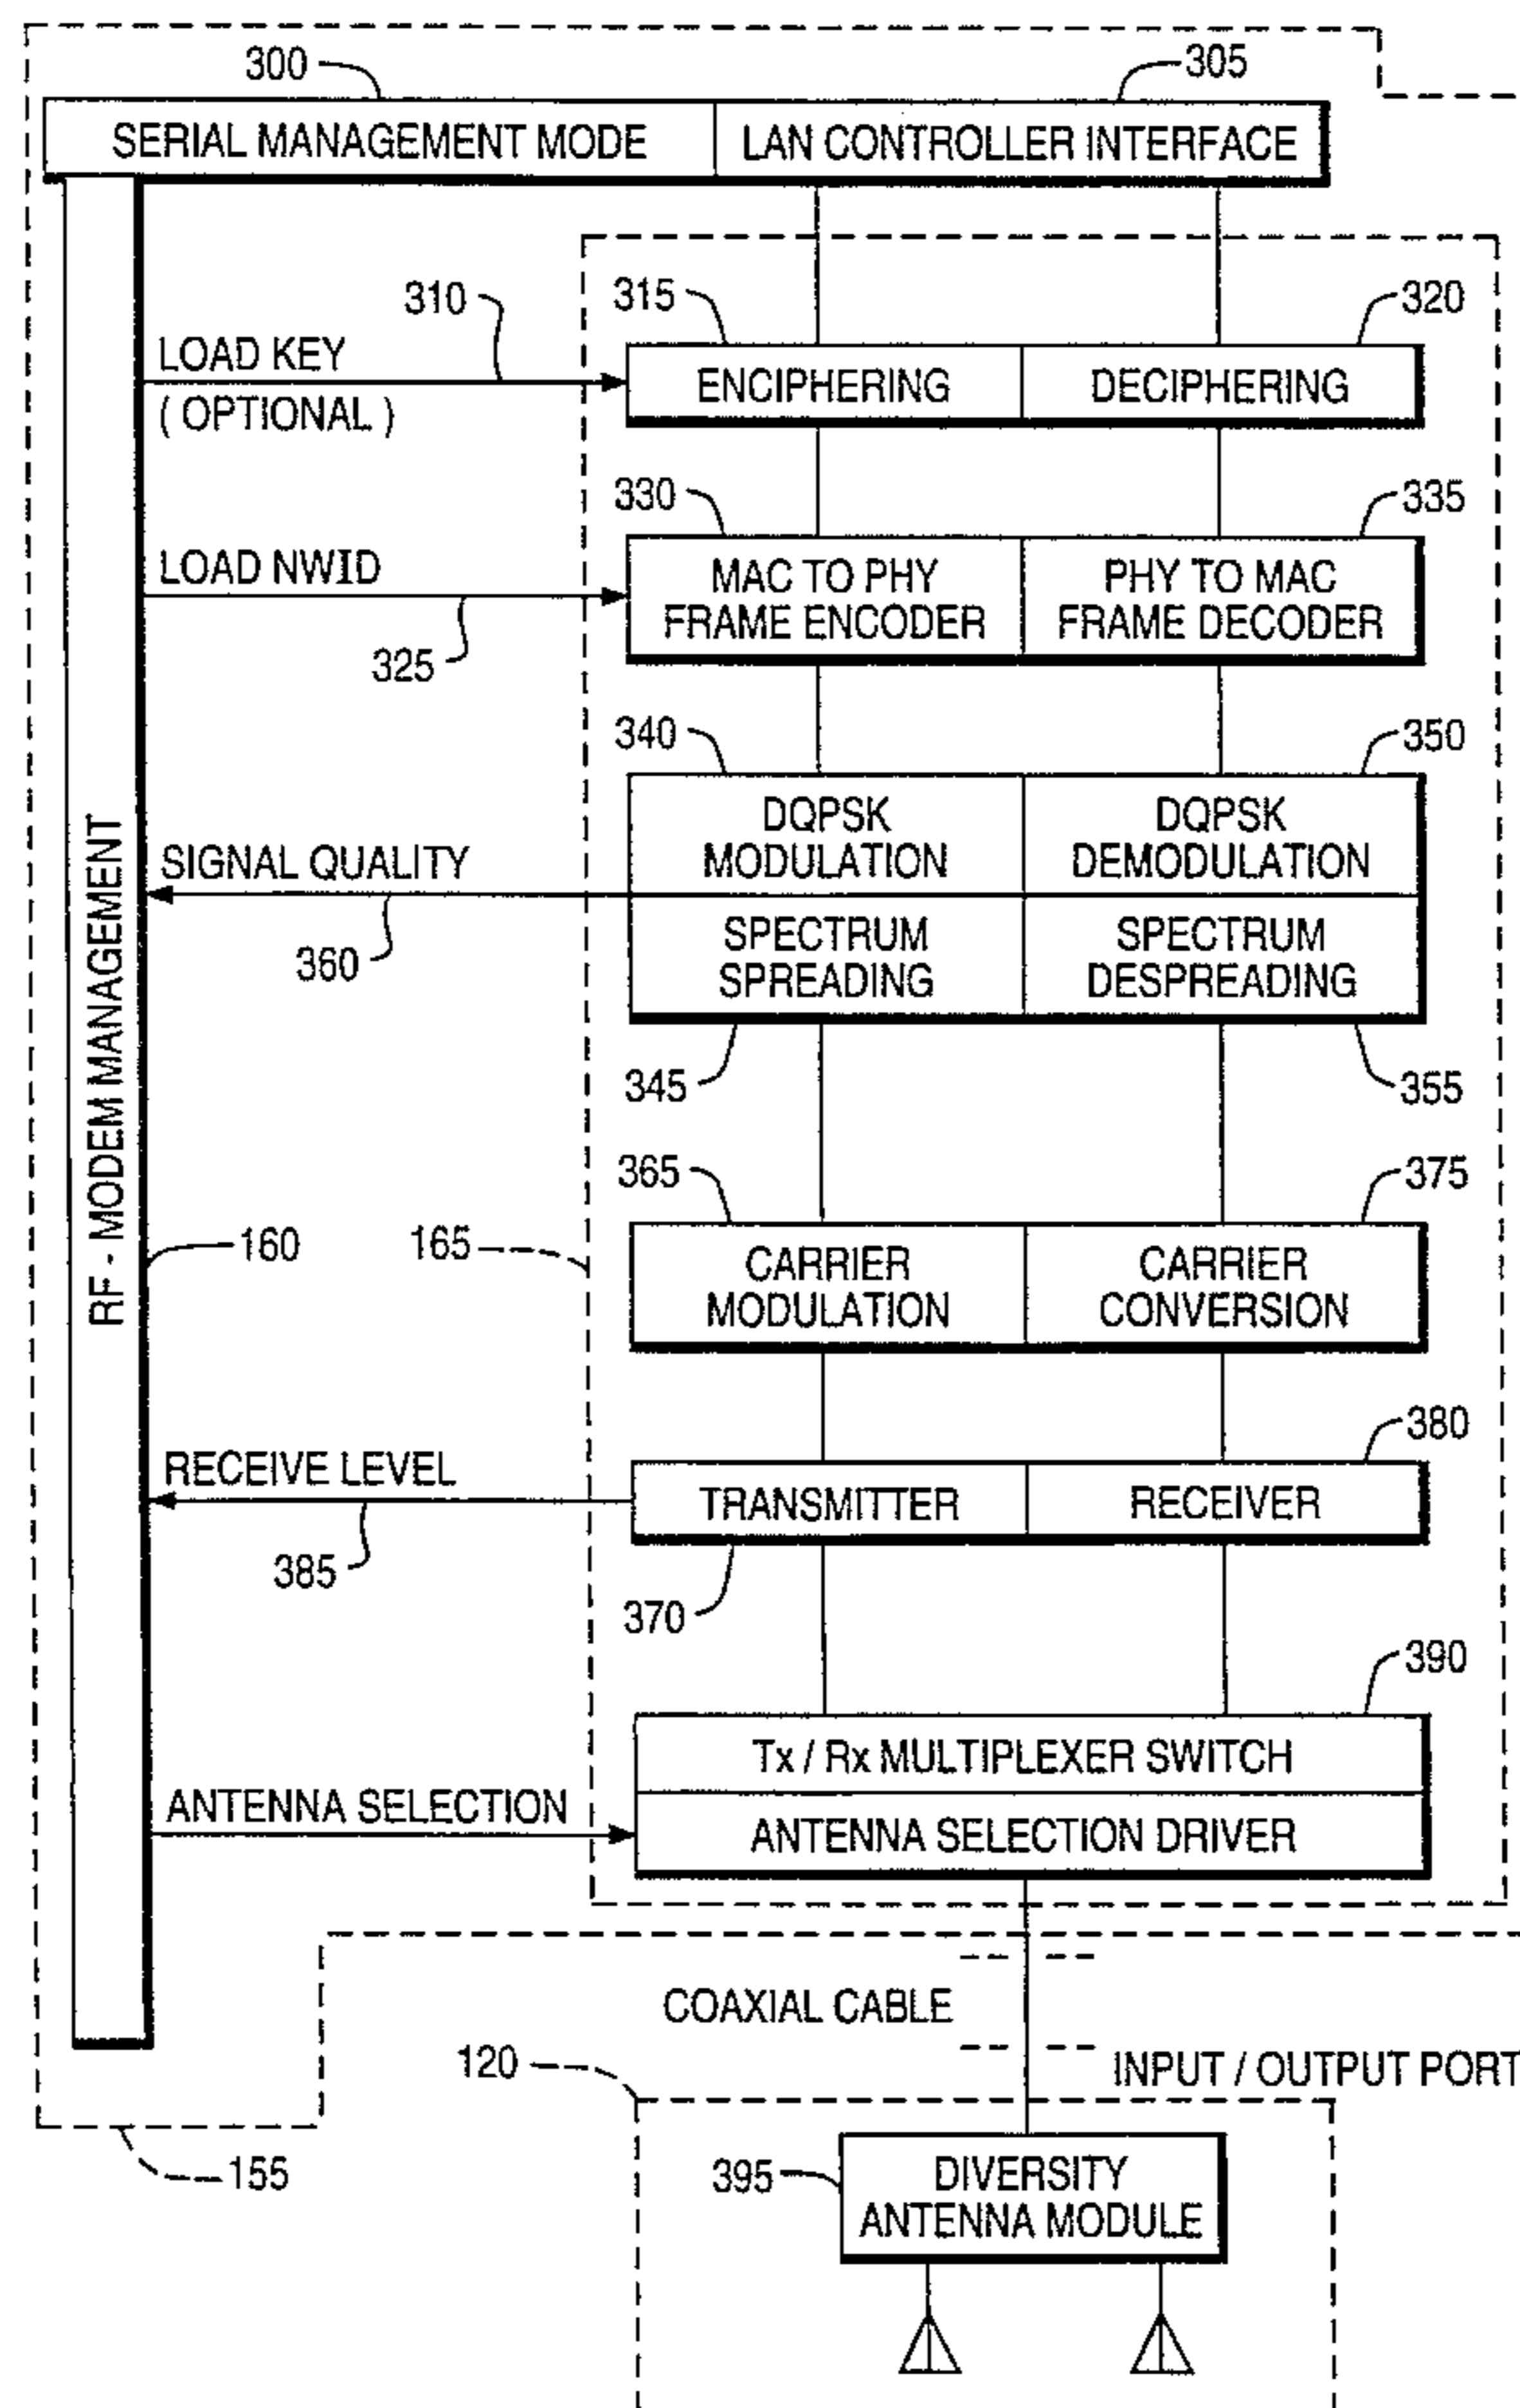 300
305
SERIAL MANAGEMENT MODE
LAN CONTROLLER INTERFACE
310
315
320
LOAD KEY
( OPTIONAL )
ENCIPHERING
DECIPHERING
330
335
LOAD NWID
325
MAC TO PHY
FRAME ENCODER
PHY TO MAC
FRAME DECODER
340
350
DQPSK
MODULATION
DQPSK
DEMODULATION
SIGNAL QUALITY
360
SPECTRUM
SPREADING
SPECTRUM
DESPREADING
345
355
RF - MODEM MANAGEMENT
365
375
160
165
CARRIER
MODULATION
CARRIER
CONVERSION
380
RECEIVE LEVEL
385
TRANSMITTER
RECEIVER
370
390
Tx / Rx MULTIPLEXER SWITCH
ANTENNA SELECTION
ANTENNA SELECTION DRIVER
COAXIAL CABLE
120
INPUT / OUTPUT PORT
155
395
DIVERSITY
ANTENNA MODULE